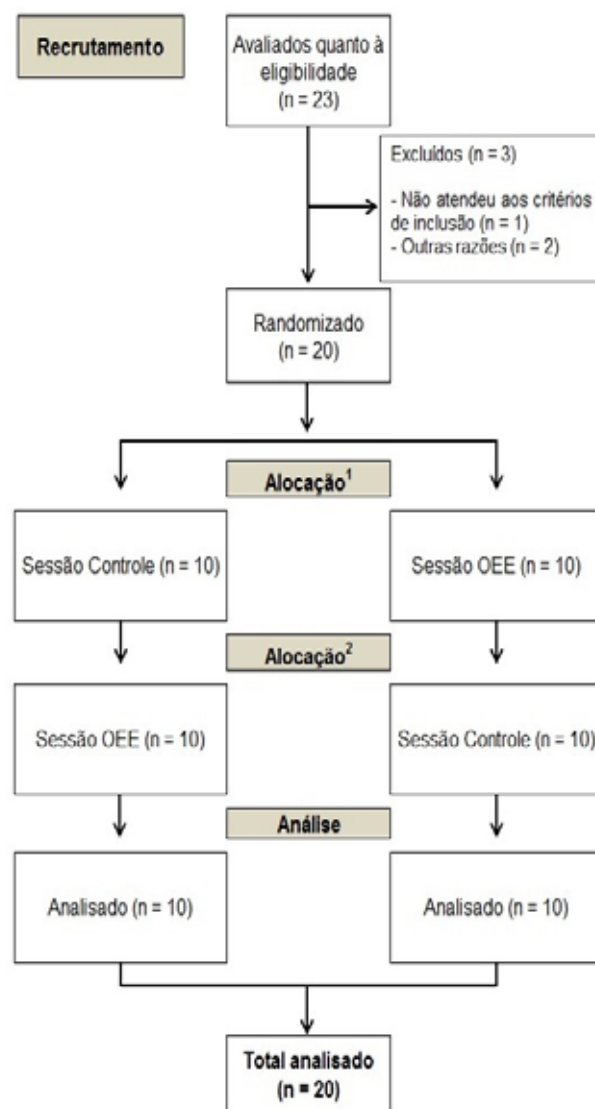 Recrutamento
Avaliados quanto à
eligibilidade
(n = 23)
Excluídos (n = 3)
- Não atendeu aos critérios
de inclusão (n = 1)
- Outras razões (n = 2)
Randomizado
(n = 20)
Alocação¹
Sessão Controle (n = 10)
Sessão OEE (n = 10)
Alocação²
Sessão OEE (n = 10)
Sessão Controle (n = 10)
Análise
Analisado (n = 10)
Analisado (n = 10)
Total analisado
(n = 20)